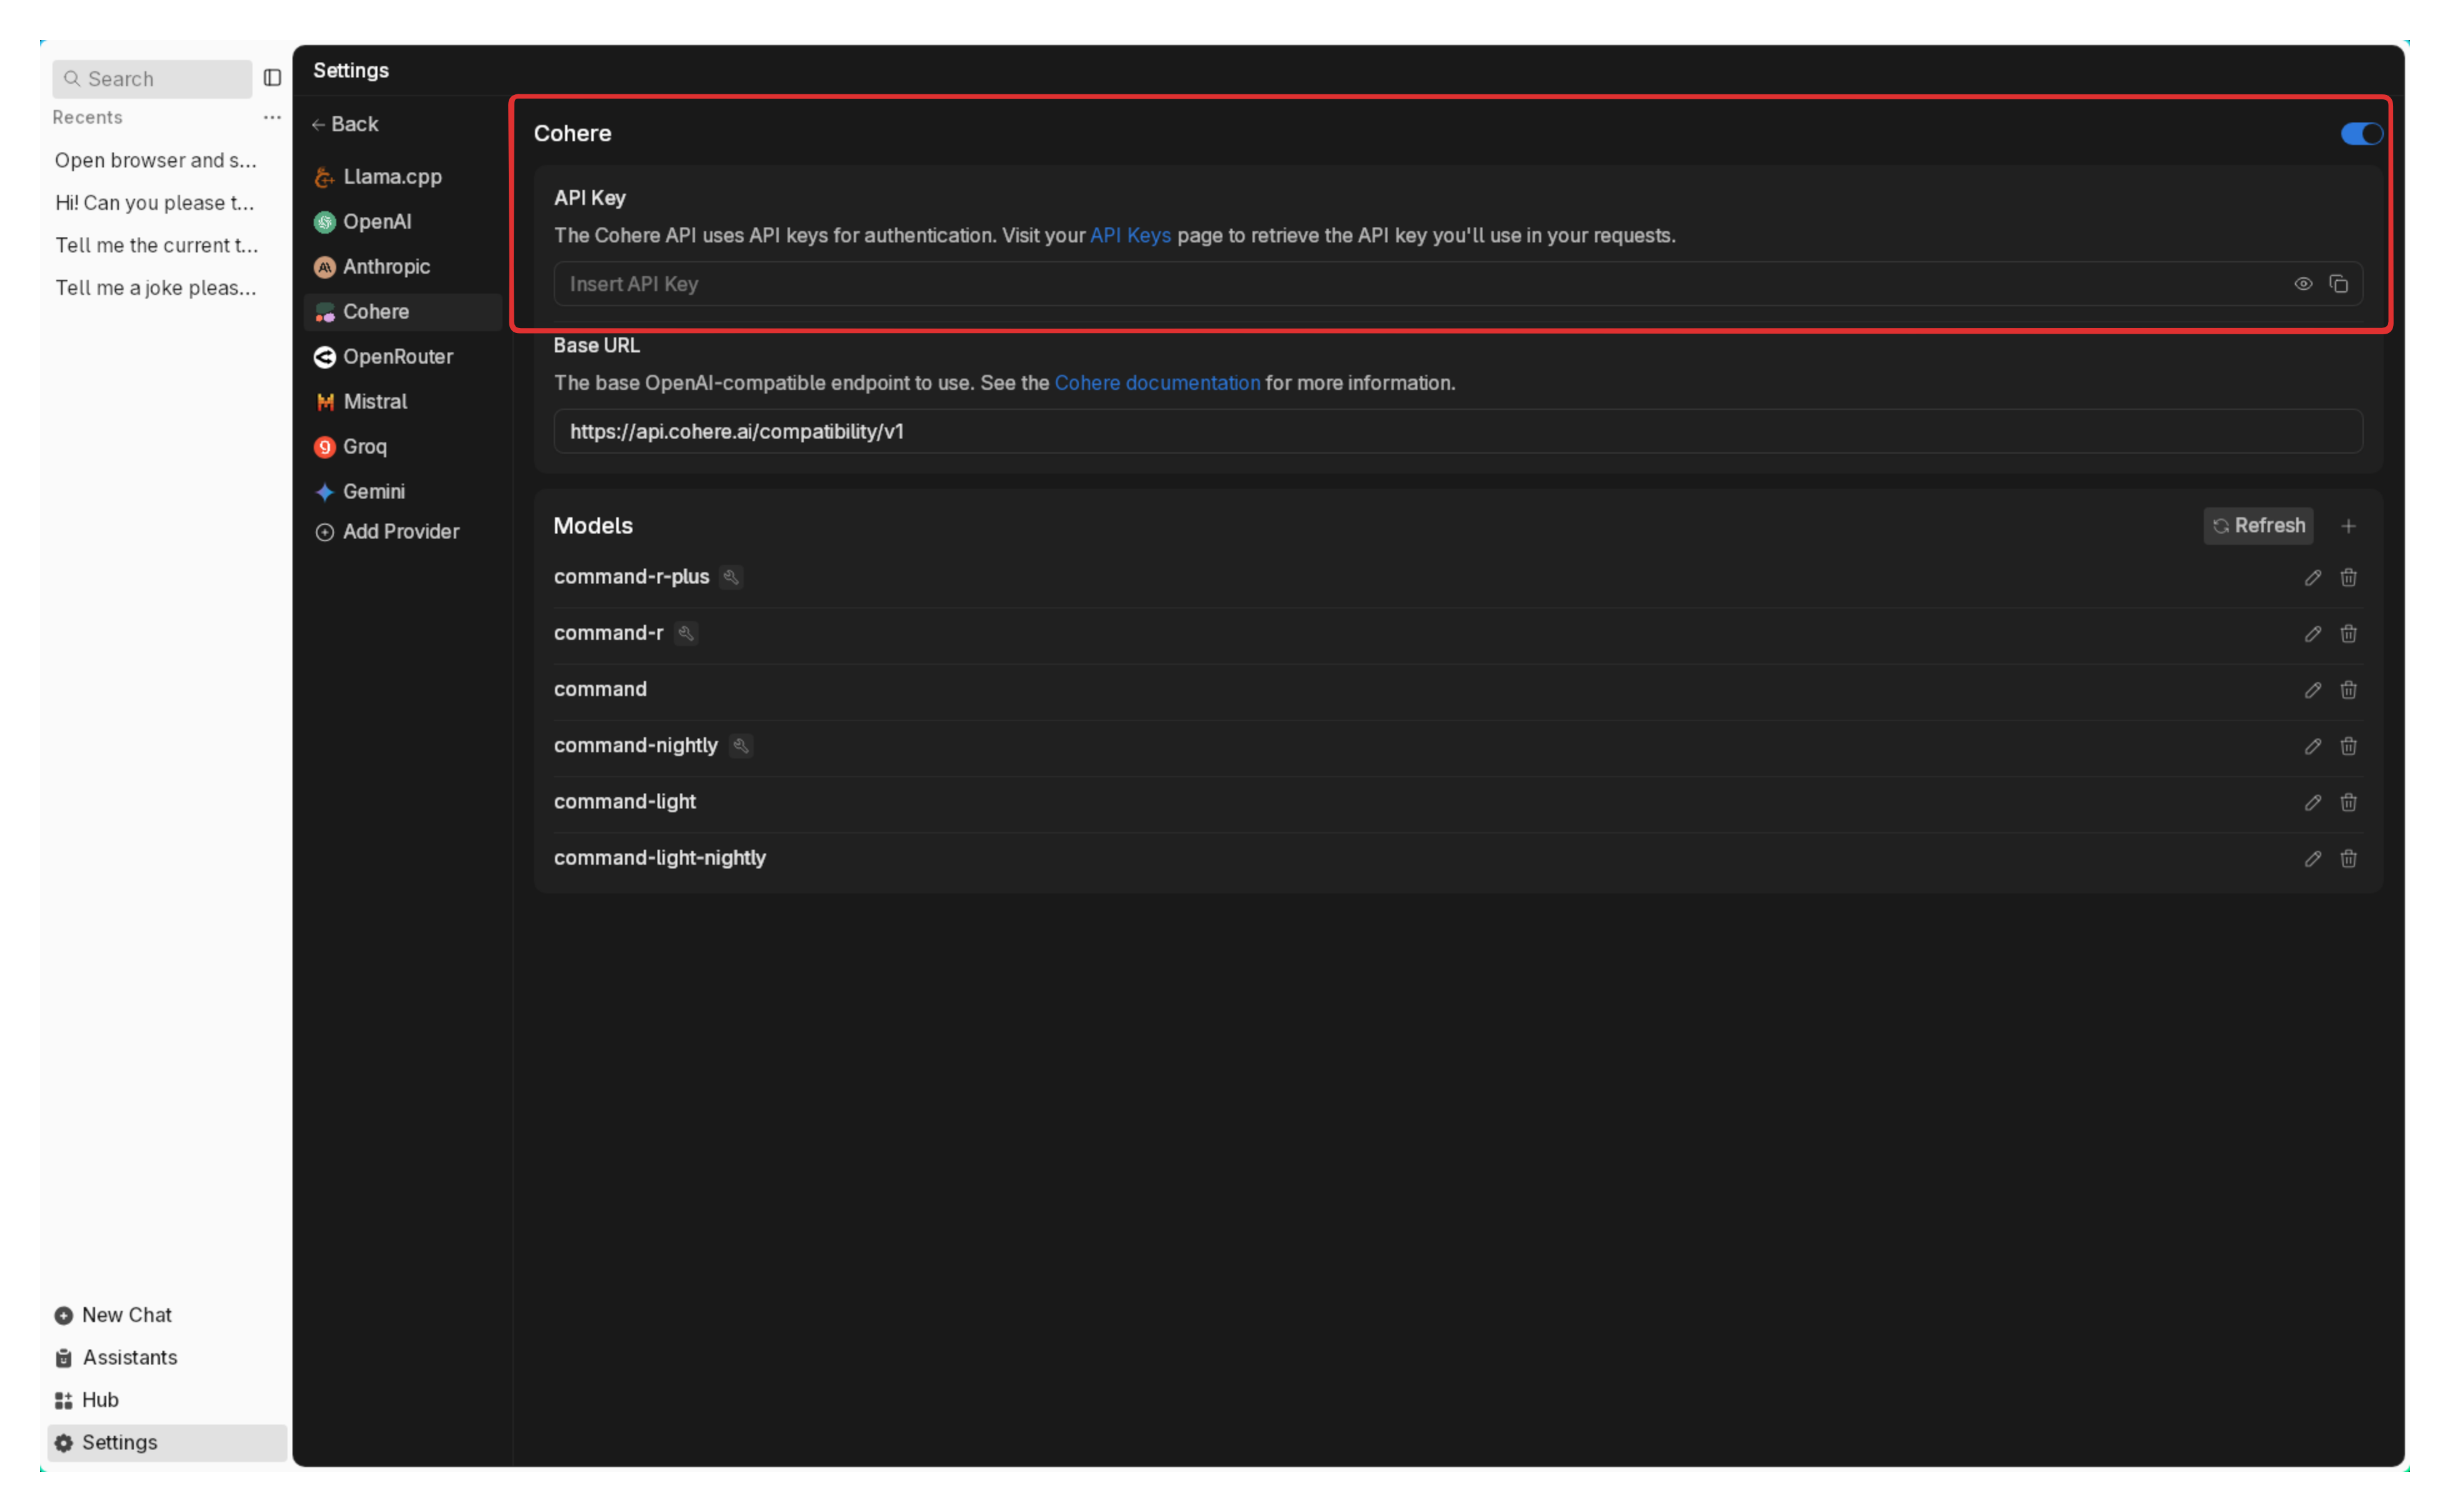 Search
Recents
Open browser and s...
Hi! Can you please t...
Tell me the current t...
Tell me a joke pleas...
New Chat
Assistants
Hub
Settings
Settings
Back
Llama.cpp
OpenAI
Anthropic
Cohere
OpenRouter
Mistral
Groq
Gemini
Add Provider
Cohere
API Key
The Cohere API uses API keys for authentication. Visit your API Keys page to retrieve the API key you'll use in your requests.
Insert API Key
Base URL
The base OpenAI-compatible endpoint to use. See the Cohere documentation for more information.
https://api.cohere.ai/compatibility/v1
Models
Refresh
command-r-plus
command-r
command
command-nightly
command-light
command-light-nightly